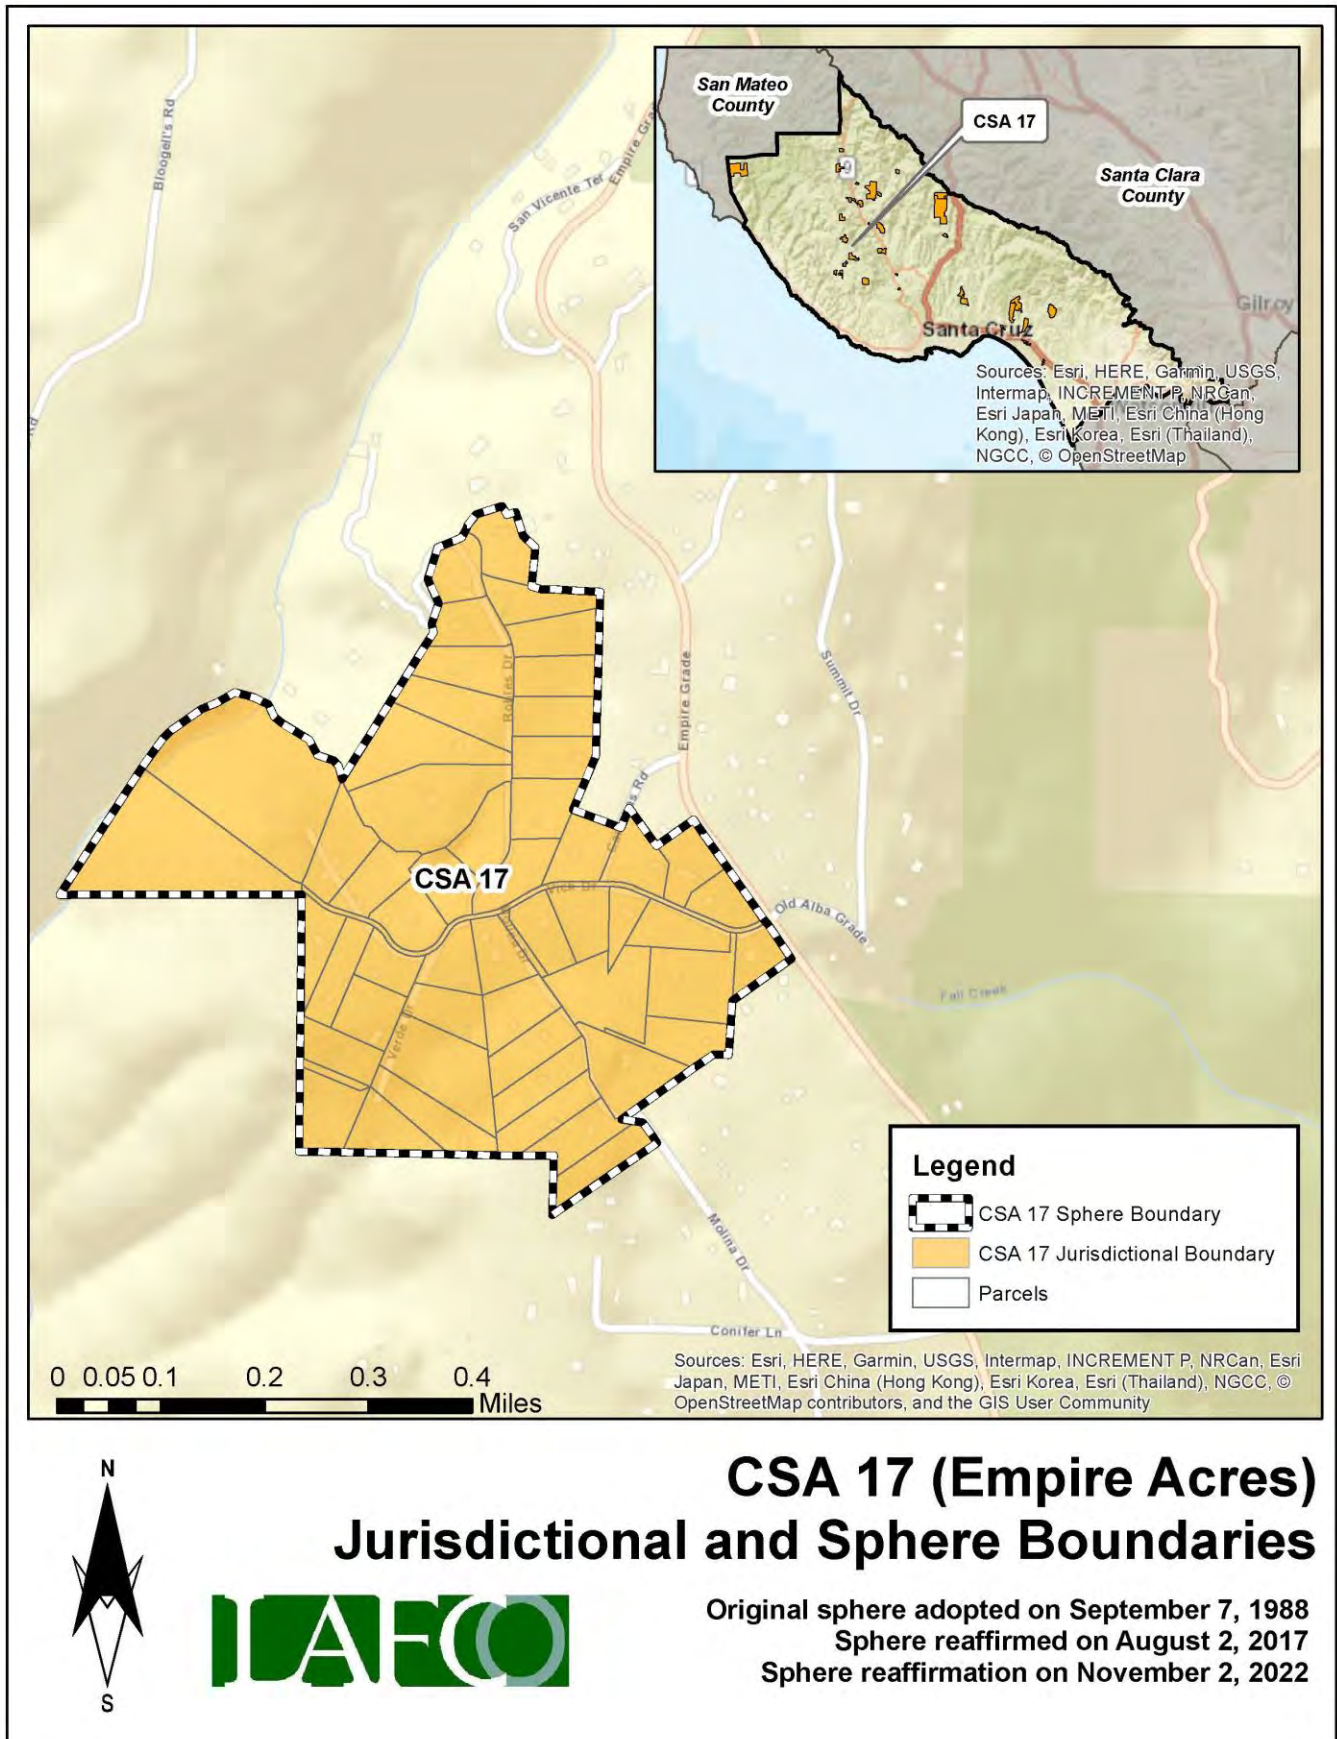 San Mateo
County
CSA 17
9
Santa Clara
County
Gilroy
Santa Cruz
Sources: Esri, HERE, Garmin, USGS,
Intermap, INCREMENT P, NRCan,
Esri Japan, METI, Esri China (Hong
Kong), Esri Korea, Esri (Thailand),
NGCC, © OpenStreetMap
Bloogell's Rd
Rd
San Vicente Ter
Empire Gra
Summit Dr
Empire Grade
Robles Dr
s Rd
CSA 17
Vice Dr
Old Alba Grade
Fall Creek
Verde Dr
Molina Dr
Conifer Ln
Legend
CSA 17 Sphere Boundary
CSA 17 Jurisdictional Boundary
Parcels
0 0.05 0.1 0.2 0.3 0.4
Miles
Sources: Esri, HERE, Garmin, USGS, Intermap, INCREMENT P, NRCan, Esri
Japan, METI, Esri China (Hong Kong), Esri Korea, Esri (Thailand), NGCC, ©
OpenStreetMap contributors, and the GIS User Community
N
S
CSA 17 (Empire Acres)
Jurisdictional and Sphere Boundaries
LAFCO
Original sphere adopted on September 7, 1988
Sphere reaffirmed on August 2, 2017
Sphere reaffirmation on November 2, 2022